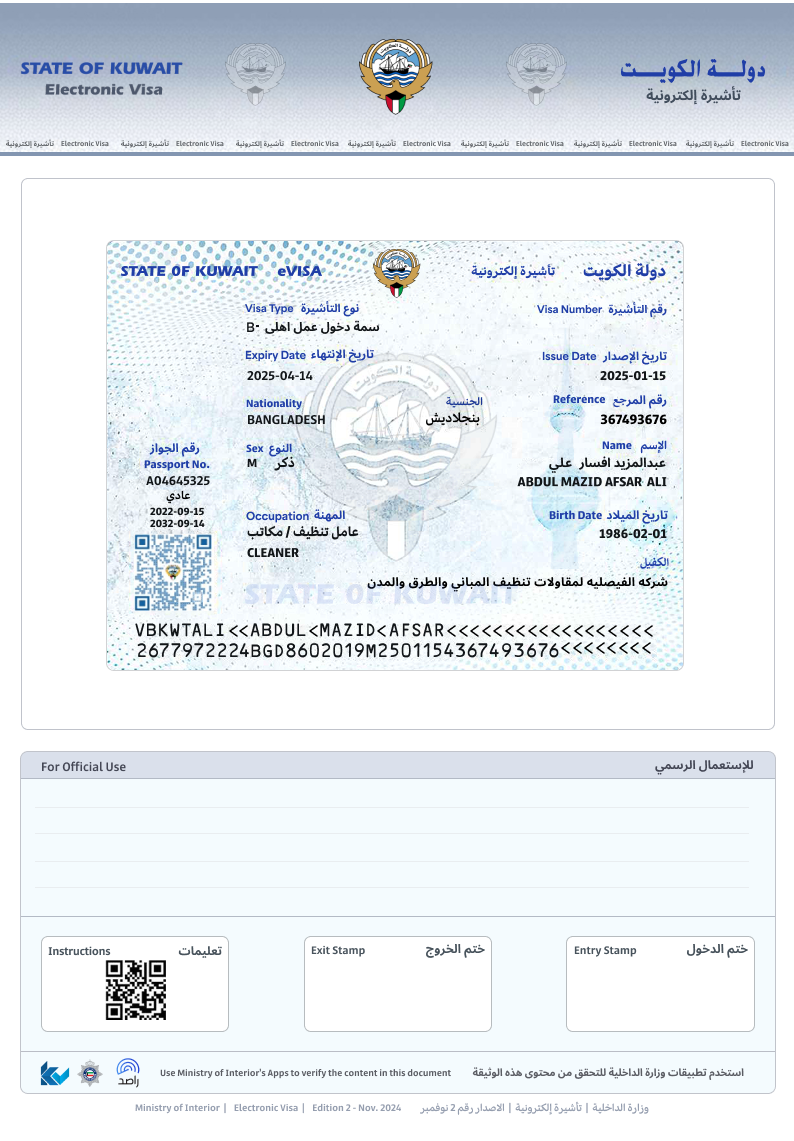 STATE OF KUWAIT
Electronic Visa
دولـــة الكويـــت
تأشيرة إلكترونية
تأشيرة إلكترونية Electronic Visa تأشيرة إلكترونية Electronic Visa تأشيرة إلكترونية Electronic Visa تأشيرة إلكترونية Electronic Visa تأشيرة إلكترونية Electronic Visa تأشيرة إلكترونية Electronic Visa تأشيرة إلكترونية Electronic Visa
STATE OF KUWAIT eVISA
تأشيرة إلكترونية دولة الكويت
Visa Type نوع التأشيرة
Visa Number رقم التأشيرة
سمة دخول عمل اهلى -B
Expiry Date تاريخ الإنتهاء
Issue Date تاريخ الإصدار
2025-04-14
2025-01-15
Nationality الجنسية
Reference رقم المرجع
BANGLADESH بنجلاديش
367493676
Sex النوع
Name الإسم
M ذكر
عبدالمزيد افسار علي
ABDUL MAZID AFSAR ALI
رقم الجواز
Passport No.
A04645325
عادي
2022-09-15
2032-09-14
Occupation المهنة
Birth Date تاريخ الميلاد
عامل تنظيف / مكاتب
1986-02-01
CLEANER
الكفيل
شركه الفيصليه لمقاولات تنظيف المباني والطرق والمدن
STATE OF KUWAIT
VBKWTALI<<ABDUL<MAZID<AFSAR<<<<<<<<<<<<<<<<<
2677972224BGD8602019M2501154367493676<<<<<<<
For Official Use
للإستعمال الرسمي
Instructions تعليمات
Exit Stamp ختم الخروج
Entry Stamp ختم الدخول
راصد
Use Ministry of Interior's Apps to verify the content in this document
استخدم تطبيقات وزارة الداخلية للتحقق من محتوى هذه الوثيقة
Ministry of Interior | Electronic Visa | Edition 2 - Nov. 2024
وزارة الداخلية | تأشيرة إلكترونية | الاصدار رقم 2 نوفمبر